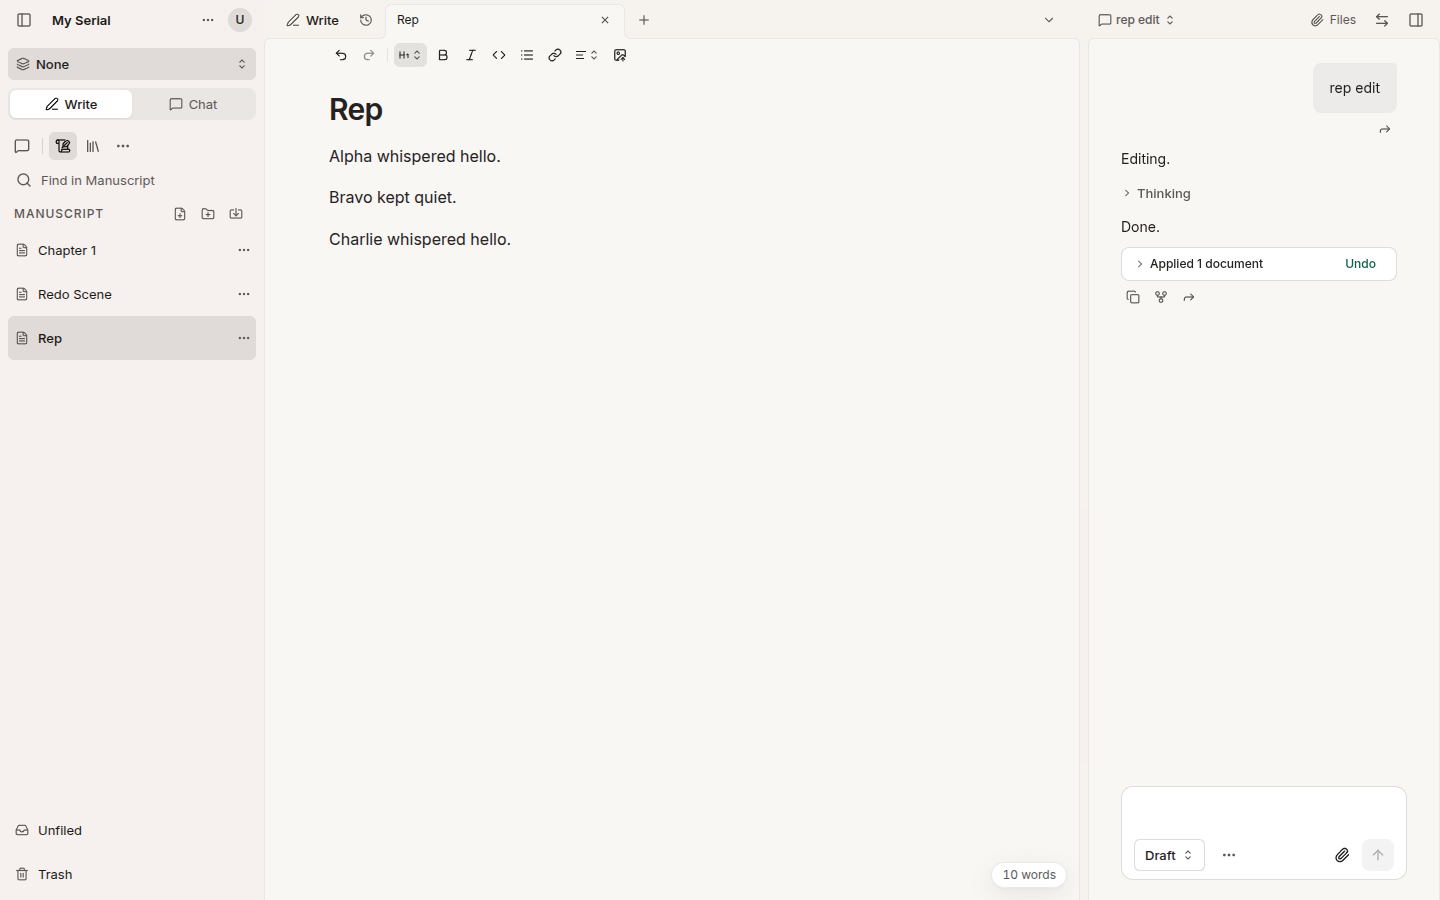 My Serial
U
None
Write
Chat
Find in Manuscript
MANUSCRIPT
Chapter 1
Redo Scene
Rep
Unfiled
Trash
Write
Rep
H1
B
I
Rep
Alpha whispered hello.
Bravo kept quiet.
Charlie whispered hello.
10 words
rep edit
Files
rep edit
Editing.
Thinking
Done.
Applied 1 document
Undo
Draft